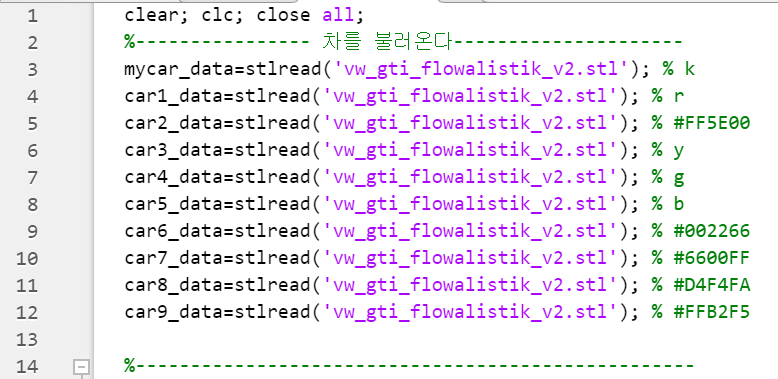 1 clear; clc; close all;
2 %---------------- 차를 불러온다---------------------
3 mycar_data=stlread('vw_gti_flowalistik_v2.stl'); % k
4 car1_data=stlread('vw_gti_flowalistik_v2.stl'); % r
5 car2_data=stlread('vw_gti_flowalistik_v2.stl'); % #FF5E00
6 car3_data=stlread('vw_gti_flowalistik_v2.stl'); % y
7 car4_data=stlread('vw_gti_flowalistik_v2.stl'); % g
8 car5_data=stlread('vw_gti_flowalistik_v2.stl'); % b
9 car6_data=stlread('vw_gti_flowalistik_v2.stl'); % #002266
10 car7_data=stlread('vw_gti_flowalistik_v2.stl'); % #6600FF
11 car8_data=stlread('vw_gti_flowalistik_v2.stl'); % #D4F4FA
12 car9_data=stlread('vw_gti_flowalistik_v2.stl'); % #FFB2F5
13
14 %---------------------------------------------------